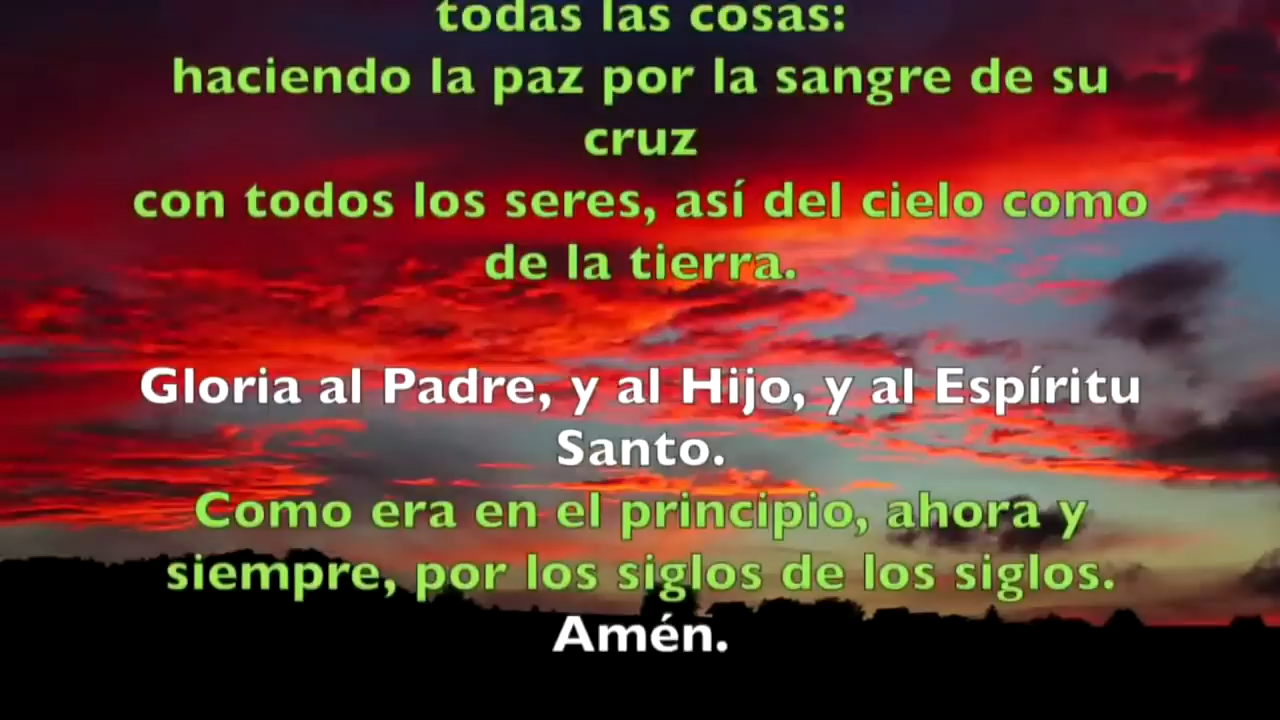 todas las cosas:
haciendo la paz por la sangre de su
cruz
con todos los seres, así del cielo como
de la tierra.
Gloria al Padre, y al Hijo, y al Espíritu
Santo.
Como era en el principio, ahora y
siempre, por los siglos de los siglos.
Amén.